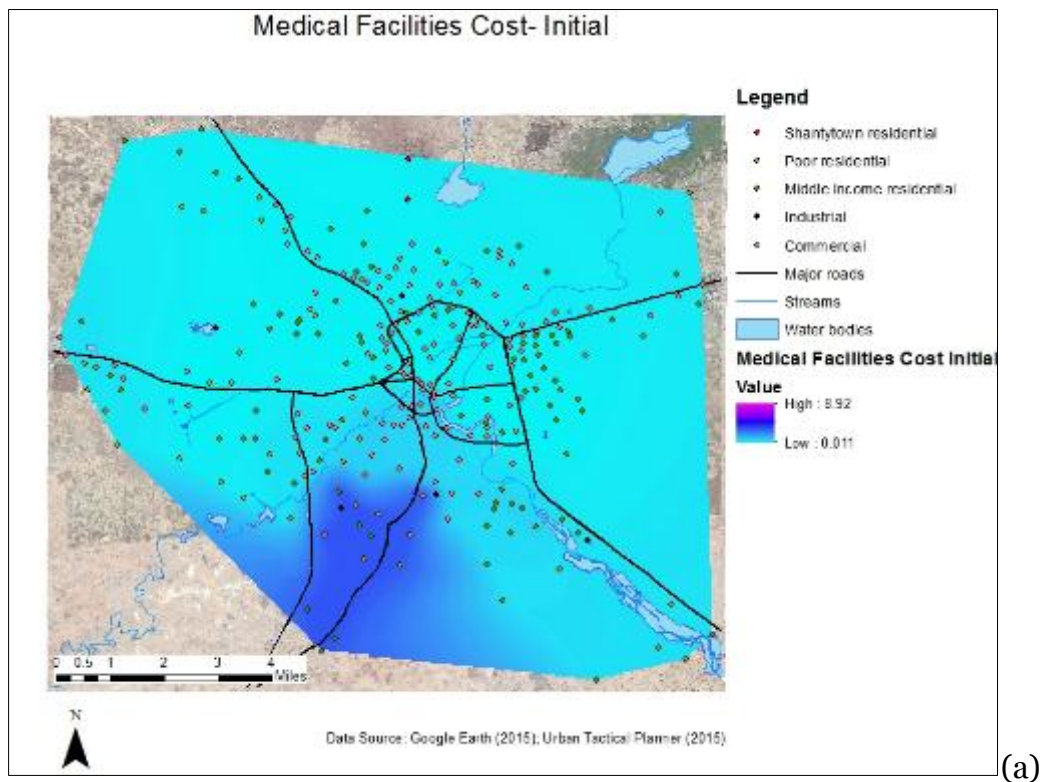 Medical Facilities Cost- Initial
Legend
Shantytown residential
Poor residential
Middle income residential
Industrial
Commercial
Major roads
Streams
Water bodies
Medical Facilities Cost Initial
Value
High : 8.92
Low : 0.011
0 0.5 1 2 3 4
Miles
N
Data Source: Google Earth (2015); Urban Tactical Planner (2015)
(a)